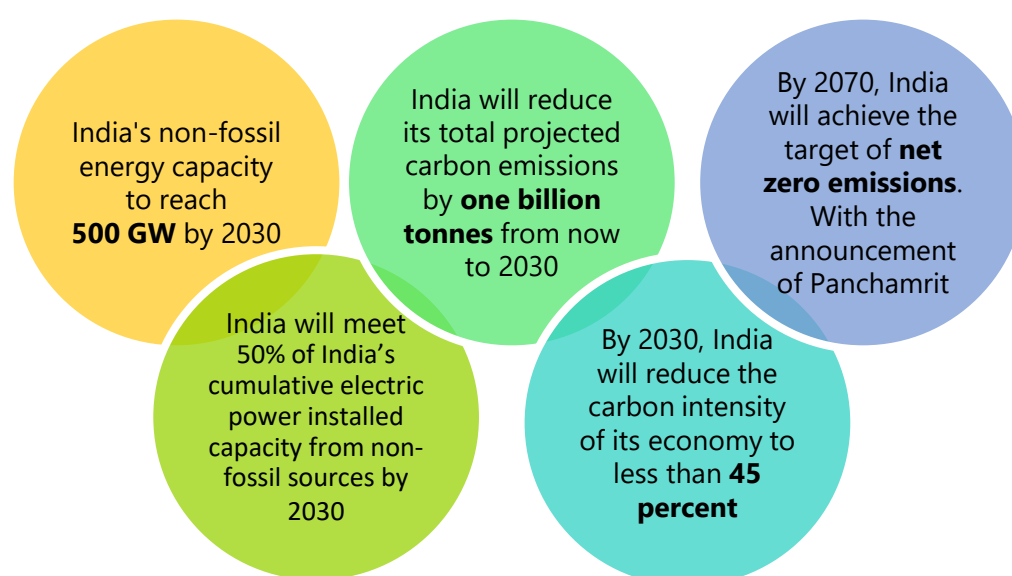 India's non-fossil
energy capacity
to reach
500 GW by 2030
India will meet
50% of India’s
cumulative electric
power installed
capacity from non-
fossil sources by
2030
India will reduce
its total projected
carbon emissions
by one billion
tonnes from now
to 2030
By 2030, India
will reduce the
carbon intensity
of its economy to
less than 45
percent
By 2070, India
will achieve the
target of net
zero emissions.
With the
announcement
of Panchamrit